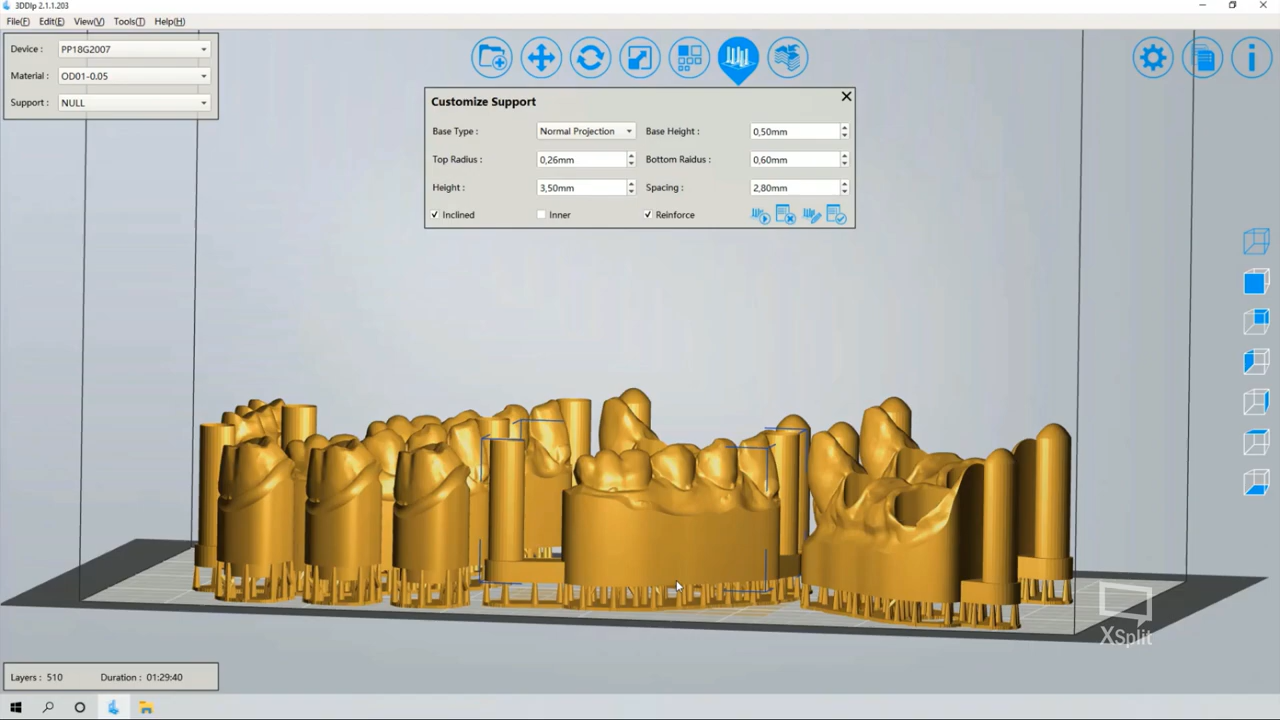 3DDlp 2.1.1.203
File(F) Edit(E) View(V) Tools(T) Help(H)
Device : PP18G2007
Material : OD01-0.05
Support : NULL
Customize Support
Base Type : Normal Projection Base Height : 0,50mm
Top Radius : 0,26mm Bottom Raidus : 0,60mm
Height : 3,50mm Spacing : 2,80mm
Inclined Inner Reinforce
XSplit
Layers : 510 Duration : 01:29:40